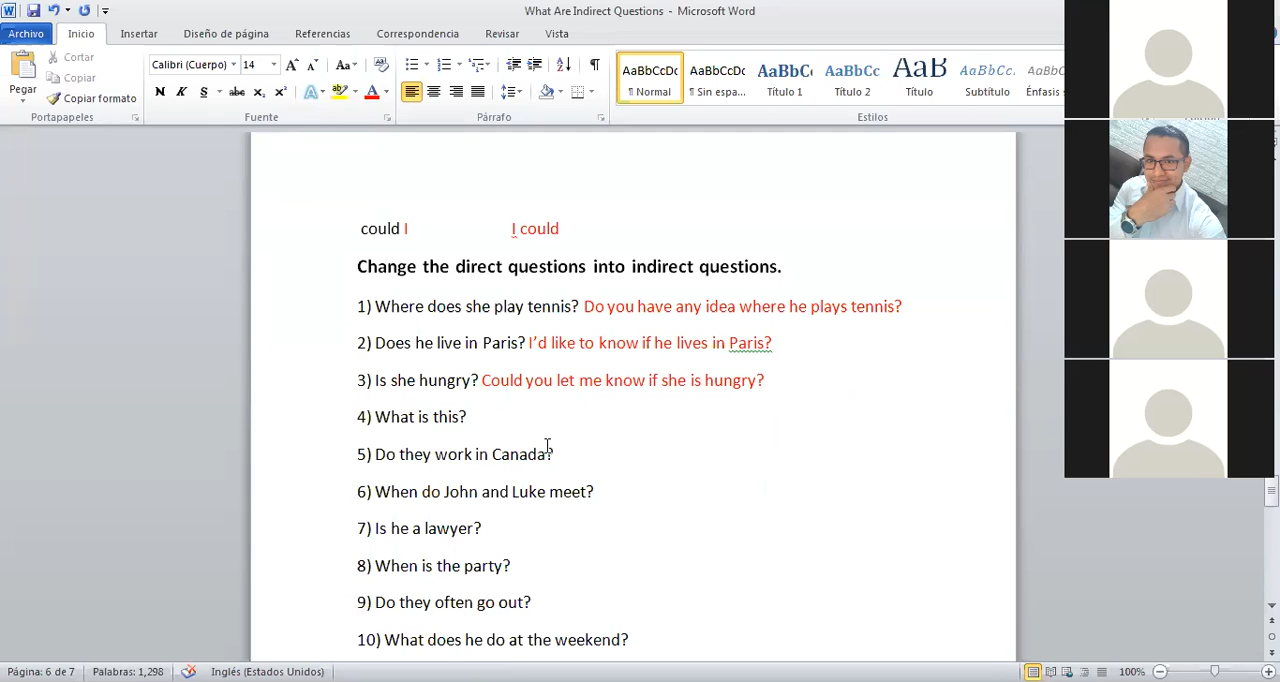 What Are Indirect Questions - Microsoft Word
Archivo Inicio Insertar Diseño de página Referencias Correspondencia Revisar Vista
Pegar
Cortar
Copiar
Copiar formato
Portapapeles
Calibri (Cuerpo) 14
Fuente
Párrafo
AaBbCcDc AaBbCcDc AaBbC AaBbCc AaB AaBbCc AaBbC
¶ Normal ¶ Sin espa... Título 1 Título 2 Título Subtítulo Énfasis
Estilos
could I I could
Change the direct questions into indirect questions.
1) Where does she play tennis? Do you have any idea where he plays tennis?
2) Does he live in Paris? I'd like to know if he lives in Paris?
3) Is she hungry? Could you let me know if she is hungry?
4) What is this?
5) Do they work in Canada?
6) When do John and Luke meet?
7) Is he a lawyer?
8) When is the party?
9) Do they often go out?
10) What does he do at the weekend?
Página: 6 de 7 Palabras: 1,298 Inglés (Estados Unidos) 100%